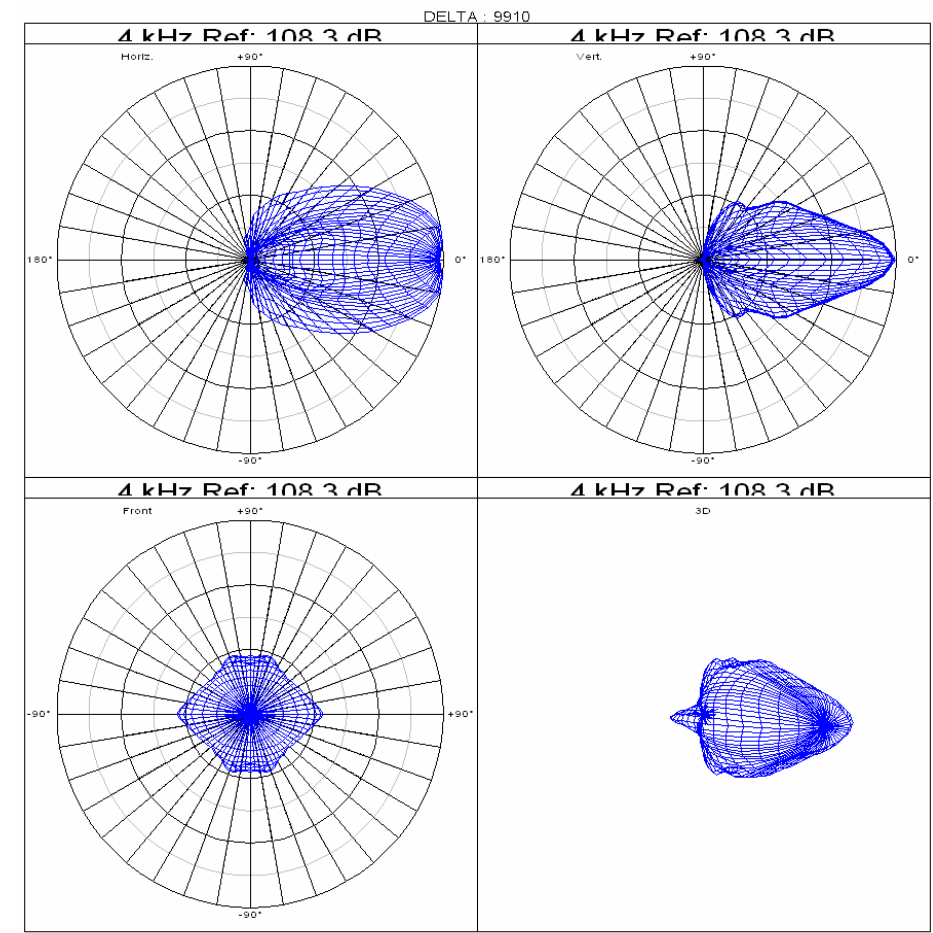 DELTA : 9910
4 kHz Ref: 108.3 dB
4 kHz Ref: 108.3 dB
Horiz.
+90°
Vert.
+90°
180°
0°
180°
0°
-90°
-90°
4 kHz Ref: 108.3 dB
4 kHz Ref: 108.3 dB
Front
+90°
3D
-90°
+90°
-90°